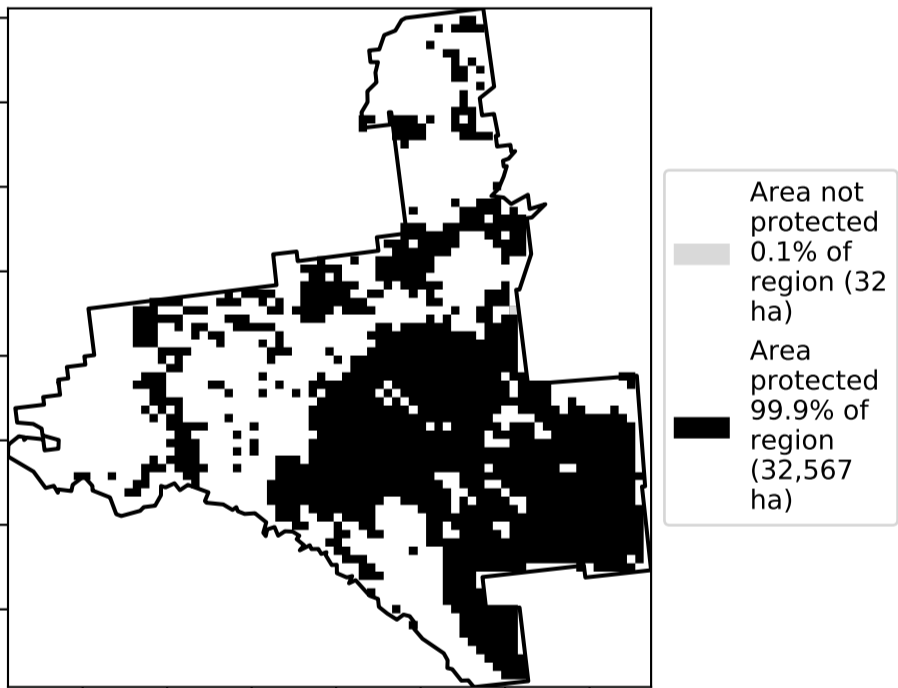 Area not
protected
0.1% of
region (32
ha)
Area
protected
99.9% of
region
(32,567
ha)